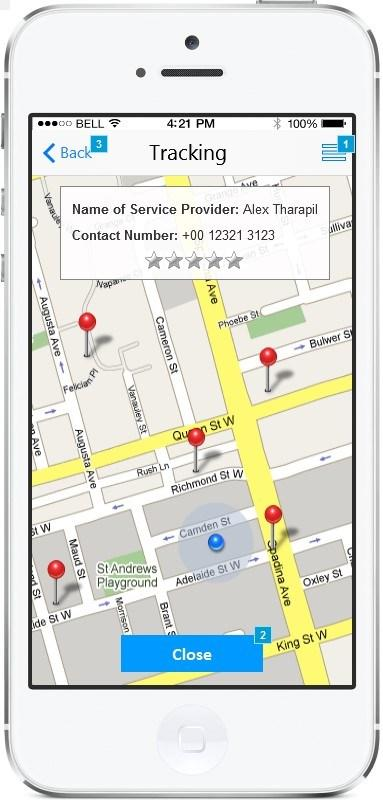 BELL 4:21 PM 100%
Back 3 Tracking 1
Name of Service Provider: Alex Tharapil
Contact Number: +00 12321 3123
Augusta Ave
Cameron St
Phoebe St
Bulwer St
Felician Pl
Vanauley St
Augusta Ave
Rush Ln
Richmond St W
St W
Maud St
Camden St
St Andrews
Playground
Adelaide St W
Spadina Ave
Oxley St
Brant St
King St W
2
Close